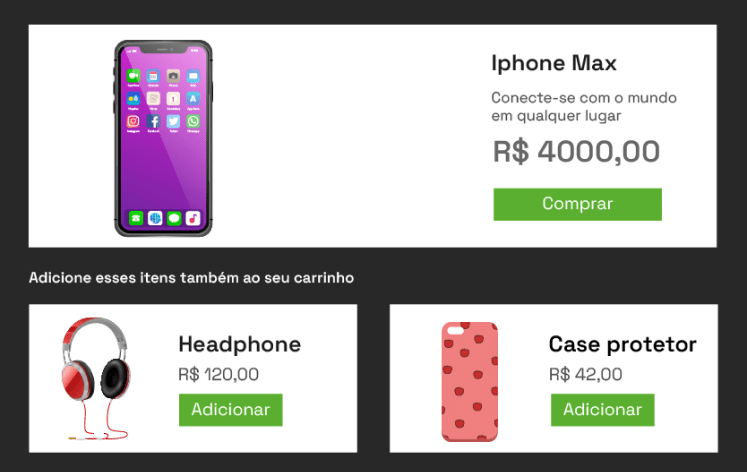 Iphone Max
Conecte-se com o mundo
em qualquer lugar
R$ 4000,00
Comprar
Adicione esses itens também ao seu carrinho
Headphone
R$ 120,00
Adicionar
Case protetor
R$ 42,00
Adicionar